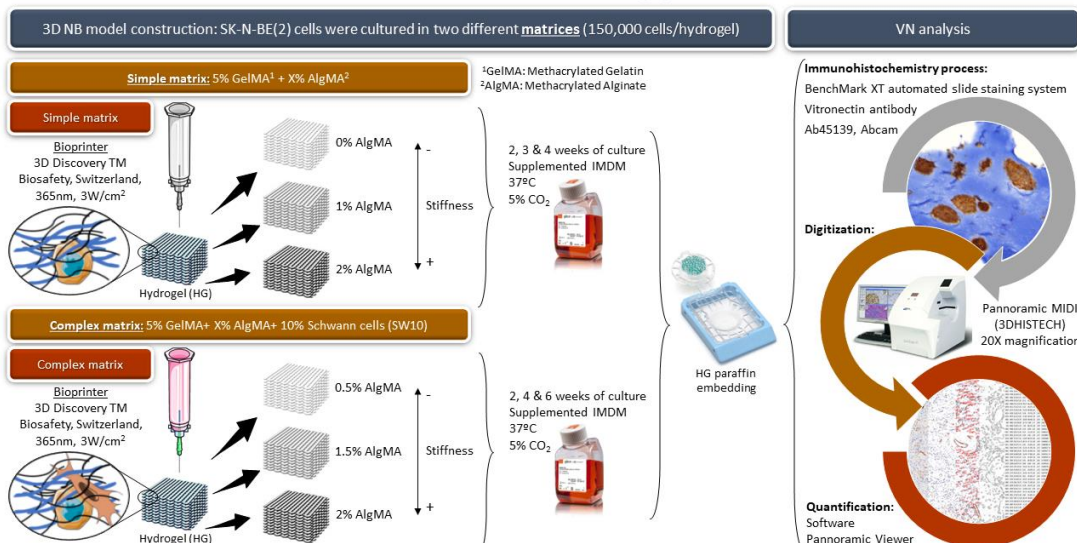 3D NB model construction: SK-N-BE(2) cells were cultured in two different matrices (150,000 cells/hydrogel)
Simple matrix: 5% GelMA¹ + X% AlgMA²
¹GelMA: Methacrylated Gelatin
²AlgMA: Methacrylated Alginate
Simple matrix
Bioprinter
3D Discovery TM
Biosafety, Switzerland,
365nm, 3W/cm²
Hydrogel (HG)
0% AlgMA
1% AlgMA
2% AlgMA
-
Stiffness
+
2, 3 & 4 weeks of culture
Supplemented IMDM
37ºC
5% CO₂
Complex matrix: 5% GelMA+ X% AlgMA+ 10% Schwann cells (SW10)
Complex matrix
Bioprinter
3D Discovery TM
Biosafety, Switzerland,
365nm, 3W/cm²
Hydrogel (HG)
0.5% AlgMA
1.5% AlgMA
2% AlgMA
-
Stiffness
+
2, 4 & 6 weeks of culture
Supplemented IMDM
37ºC
5% CO₂
HG paraffin
embedding
VN analysis
Immunohistochemistry process:
BenchMark XT automated slide staining system
Vitronectin antibody
Ab45139, Abcam
Digitization:
Pannoramic MIDI
(3DHISTECH)
20X magnification
Quantification:
Software
Panoramic Viewer